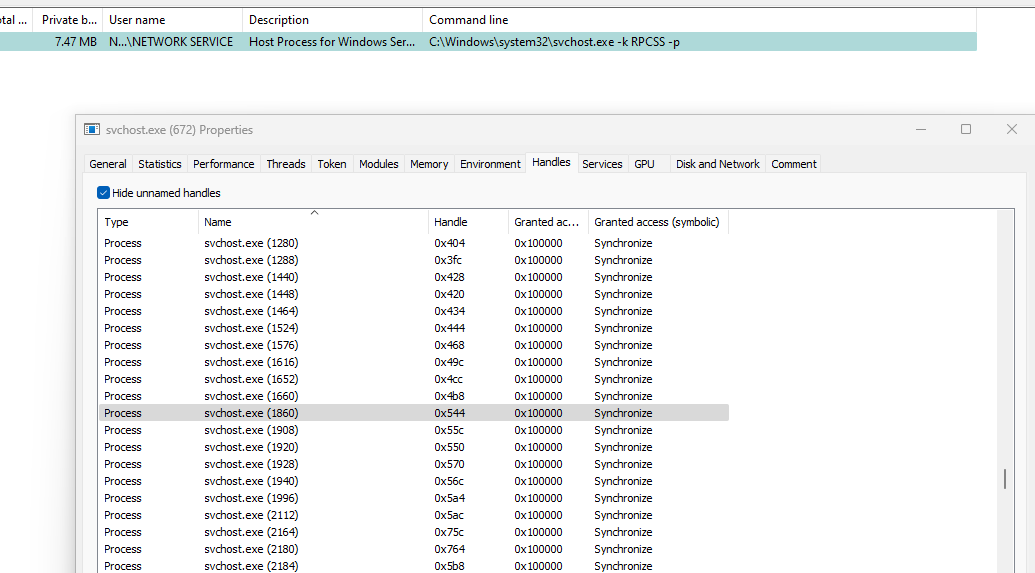 otal ... Private b... User name Description Command line
7.47 MB N...\NETWORK SERVICE Host Process for Windows Ser... C:\Windows\system32\svchost.exe -k RPCSS -p
svchost.exe (672) Properties
General Statistics Performance Threads Token Modules Memory Environment Handles Services GPU Disk and Network Comment
Hide unnamed handles
Type Name Handle Granted ac... Granted access (symbolic)
Process svchost.exe (1280) 0x404 0x100000 Synchronize
Process svchost.exe (1288) 0x3fc 0x100000 Synchronize
Process svchost.exe (1440) 0x428 0x100000 Synchronize
Process svchost.exe (1448) 0x420 0x100000 Synchronize
Process svchost.exe (1464) 0x434 0x100000 Synchronize
Process svchost.exe (1524) 0x444 0x100000 Synchronize
Process svchost.exe (1576) 0x468 0x100000 Synchronize
Process svchost.exe (1616) 0x49c 0x100000 Synchronize
Process svchost.exe (1652) 0x4cc 0x100000 Synchronize
Process svchost.exe (1660) 0x4b8 0x100000 Synchronize
Process svchost.exe (1860) 0x544 0x100000 Synchronize
Process svchost.exe (1908) 0x55c 0x100000 Synchronize
Process svchost.exe (1920) 0x550 0x100000 Synchronize
Process svchost.exe (1928) 0x570 0x100000 Synchronize
Process svchost.exe (1940) 0x56c 0x100000 Synchronize
Process svchost.exe (1996) 0x5a4 0x100000 Synchronize
Process svchost.exe (2112) 0x5ac 0x100000 Synchronize
Process svchost.exe (2164) 0x75c 0x100000 Synchronize
Process svchost.exe (2180) 0x764 0x100000 Synchronize
Process svchost.exe (2184) 0x5b8 0x100000 Synchronize